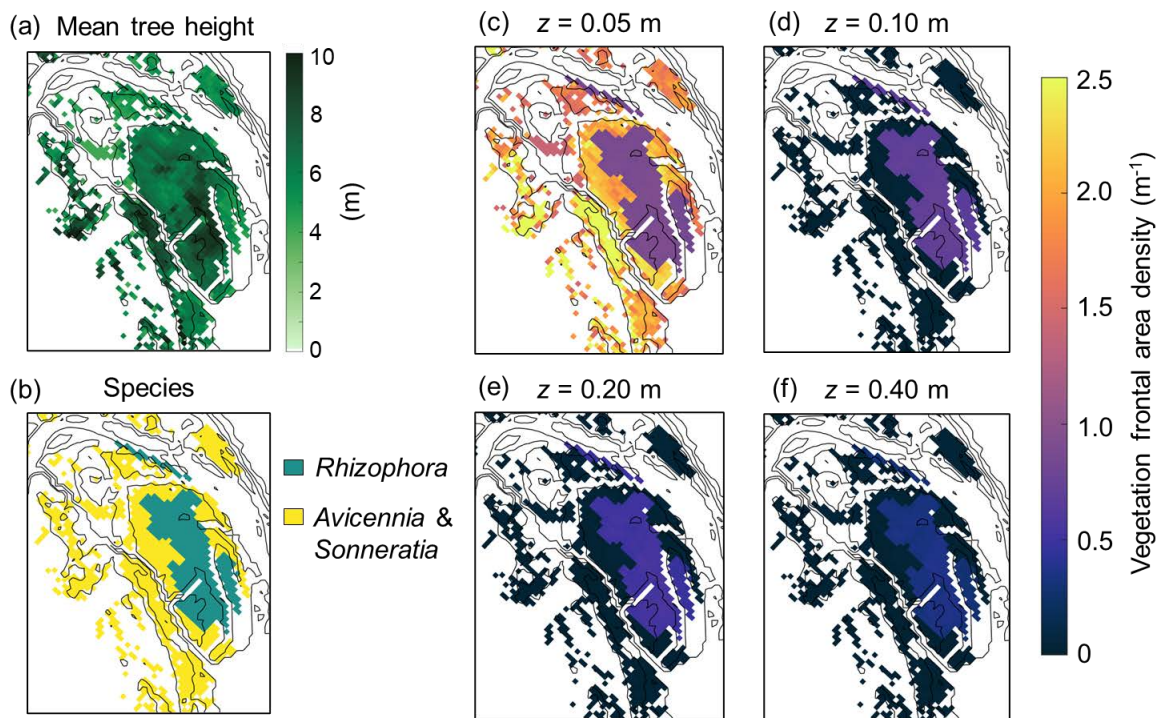 (a) Mean tree height
10
8
6
4
2
0
(m)
(b) Species
Rhizophora
Avicennia &
Sonneratia
(c) z = 0.05 m
(d) z = 0.10 m
(e) z = 0.20 m
(f) z = 0.40 m
2.5
2.0
1.5
1.0
0.5
0
Vegetation frontal area density (m⁻¹)